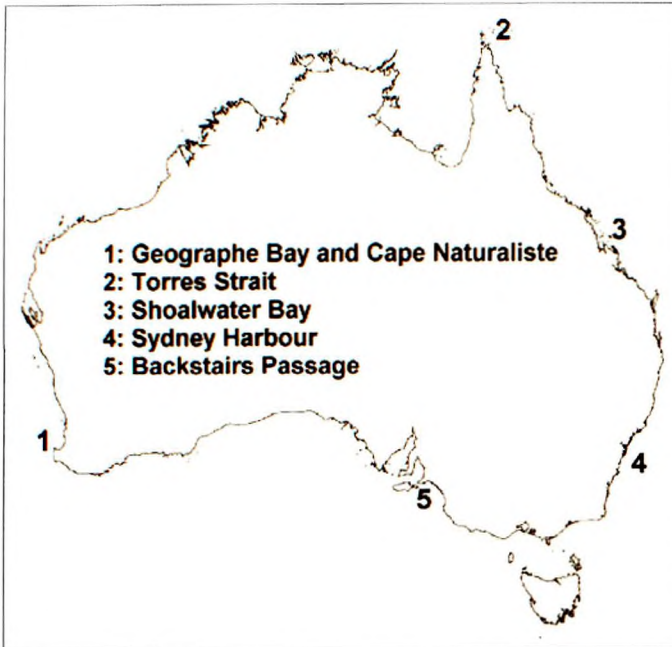 2
3
1: Geographe Bay and Cape Naturaliste
2: Torres Strait
3: Shoalwater Bay
4: Sydney Harbour
5: Backstairs Passage
1
4
5